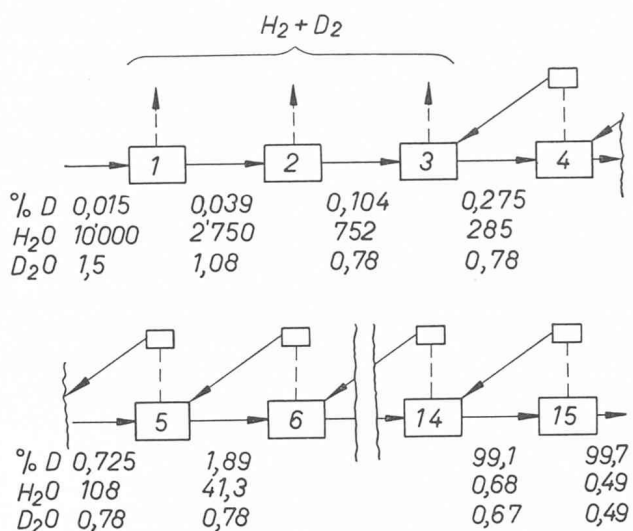 H₂ + D₂
1 2 3 4
% D 0,015 0,039 0,104 0,275
H₂O 10'000 2'750 752 285
D₂O 1,5 1,08 0,78 0,78
5 6 14 15
% D 0,725 1,89 99,1 99,7
H₂O 108 41,3 0,68 0,49
D₂O 0,78 0,78 0,67 0,49